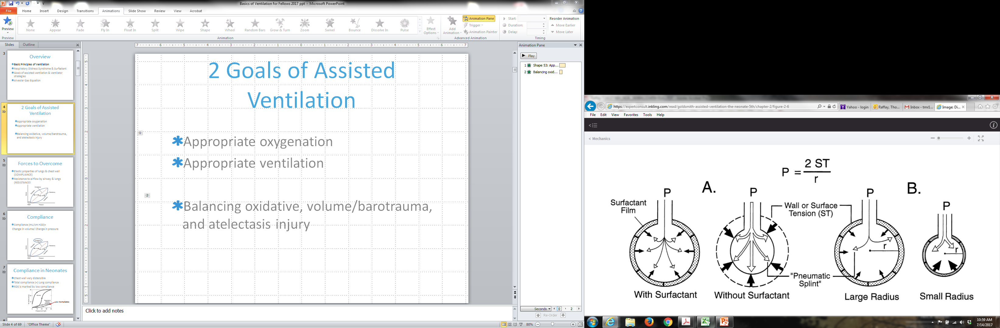 Basics of Ventilation for Fellows 2017 ppt - Microsoft PowerPoint
File Home Insert Design Transitions Animations Slide Show Review View Acrobat
Preview
None Appear Fade Fly In Float In Split Wipe Shape Wheel Random Bars Grow & Turn Zoom Swivel Bounce Dissolve In Pulse
Effect Options
Add Animation
Animation Pane
Trigger
Animation Painter
Start:
Duration:
Delay:
Reorder Animation
Move Earlier
Move Later
Preview Animation Advanced Animation Timing
Slides Outline
3
Overview
Basic Principles of Ventilation
Respiratory Distress Syndrome & Surfactant
Goals of assisted ventilation & ventilator
strategies
Alveolar Gas Equation
4
2 Goals of Assisted
Ventilation
Appropriate oxygenation
Appropriate ventilation
Balancing oxidative, volume/barotrauma,
and atelectasis injury
5
Forces to Overcome
Elastic properties of lungs & chest wall
(COMPLIANCE)
Resistance to airflow by airway & lungs
(RESISTANCE)
6
Compliance
Compliance (mL/cm H20)=
Change in volume/ Change in pressure
7
Compliance in Neonates
Chest wall very distensible
Total compliance (=) Lung compliance
RDS is marked by low compliance
Low Compliance
2 Goals of Assisted
Ventilation
1
Appropriate oxygenation
Appropriate ventilation
2
Balancing oxidative, volume/barotrauma,
and atelectasis injury
Click to add notes
Animation Pane
Play
1 Shape 53: App...
2 Balancing oxid...
Seconds 0 2
Re-Order
Slide 4 of 69 "Office Theme"
80%
https://expertconsult.inkling.com/read/goldsmith-assisted-ventilation-the-neonate-5th/chapter-2/figure-2-6
Yahoo - login Raffay, Tho... Inbox - tmr1... Image: Di...
File Edit View Favorites Tools Help
< Mechanics
P = 2 ST / r
A. B.
P P P P
Surfactant
Film
Wall or Surface
Tension (ST)
r r
"Pneumatic
Splint"
With Surfactant Without Surfactant Large Radius Small Radius
10:59 AM
7/14/2017